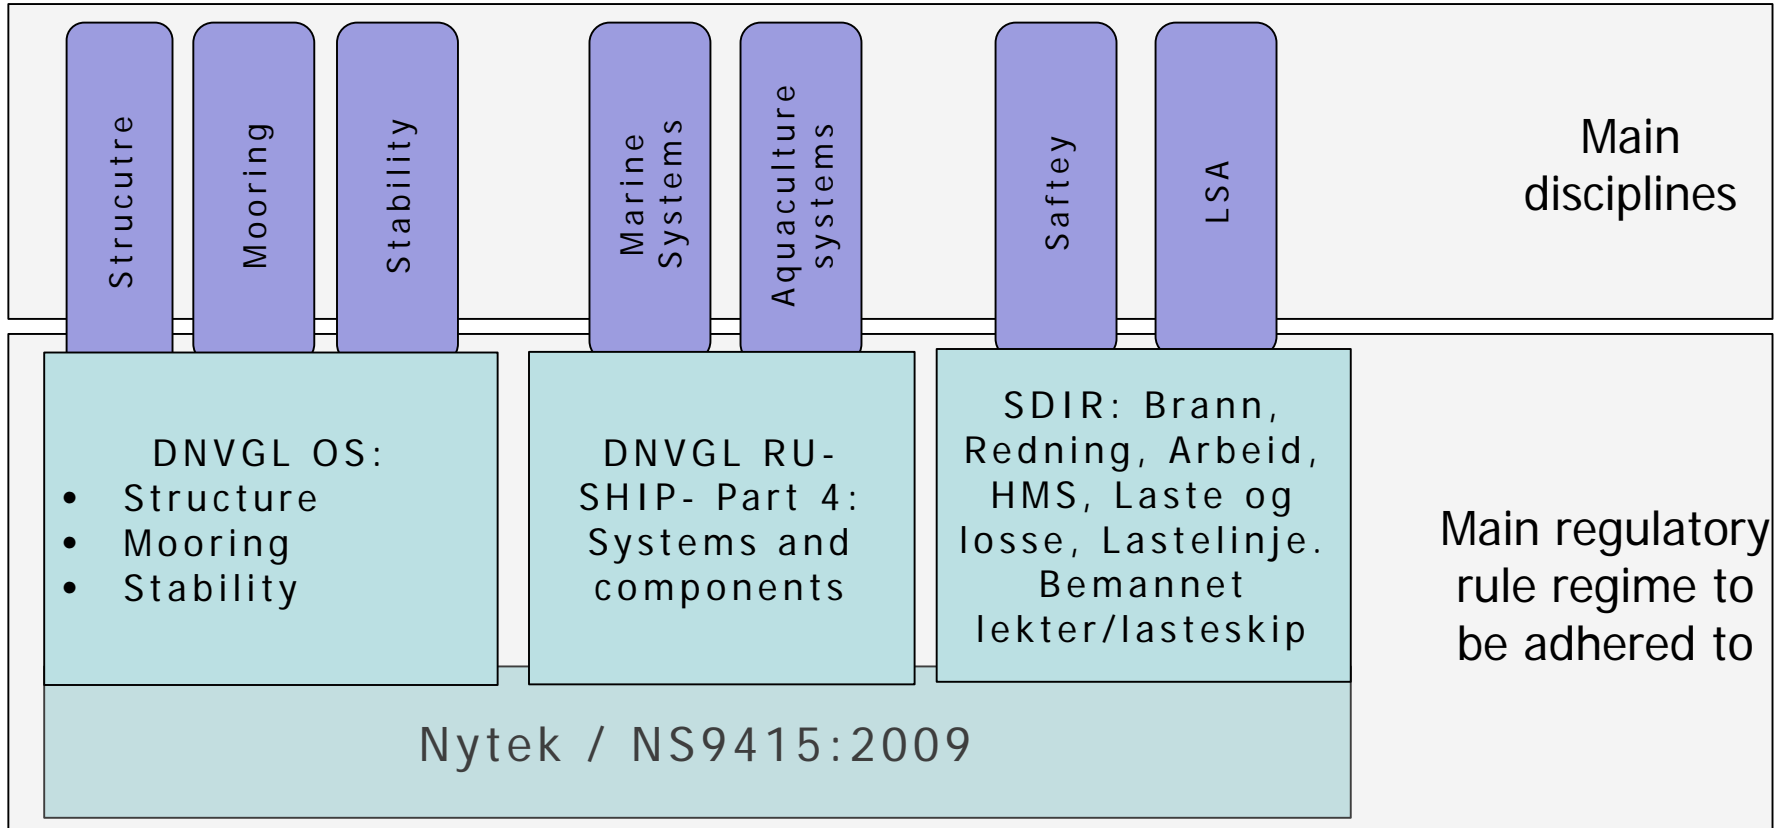 Strucutre
Mooring
Stability
Marine
Systems
Aquaculture
systems
Saftey
LSA
Main
disciplines
DNVGL OS:
• Structure
• Mooring
• Stability
DNVGL RU-
SHIP- Part 4:
Systems and
components
SDIR: Brann,
Redning, Arbeid,
HMS, Laste og
losse, Lastelinje.
Bemannet
lekter/lasteskip
Main regulatory
rule regime to
be adhered to
Nytek / NS9415:2009